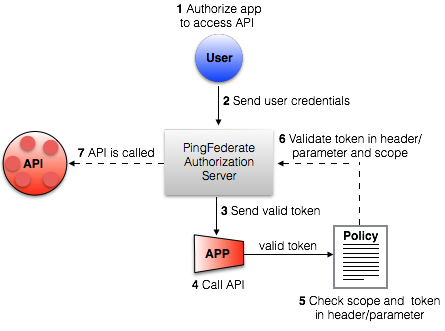 1 Authorize app
to access API
User
2 Send user credentials
PingFederate
Authorization
Server
6 Validate token in header/
parameter and scope
7 API is called
API
3 Send valid token
APP
4 Call API
valid token
Policy
5 Check scope and token
in header/parameter